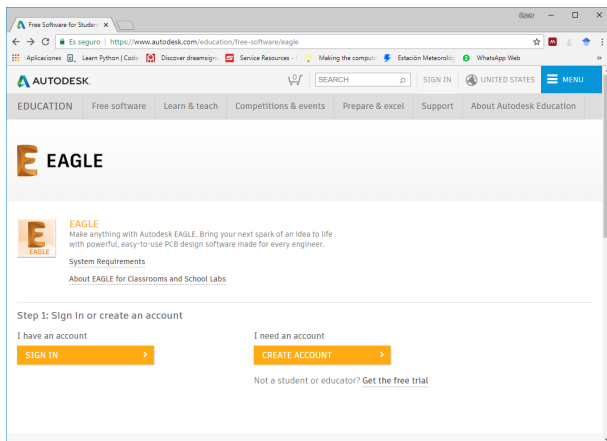 Free Software for Studen
Es seguro | https://www.autodesk.com/education/free-software/eagle
Aplicaciones Learn Python | Code Discover dreamsign Service Resources - Making the compute Estación Meteoroló WhatsApp Web »
AUTODESK. 0 SEARCH SIGN IN UNITED STATES MENU
EDUCATION Free software Learn & teach Competitions & events Prepare & excel Support About Autodesk Education
E EAGLE
EAGLE
Make anything with Autodesk EAGLE. Bring your next spark of an idea to life
with powerful, easy-to-use PCB design software made for every engineer.
E
EAGLE
System Requirements
About EAGLE for Classrooms and School Labs
Step 1: Sign in or create an account
I have an account I need an account
SIGN IN > CREATE ACCOUNT >
Not a student or educator? Get the free trial